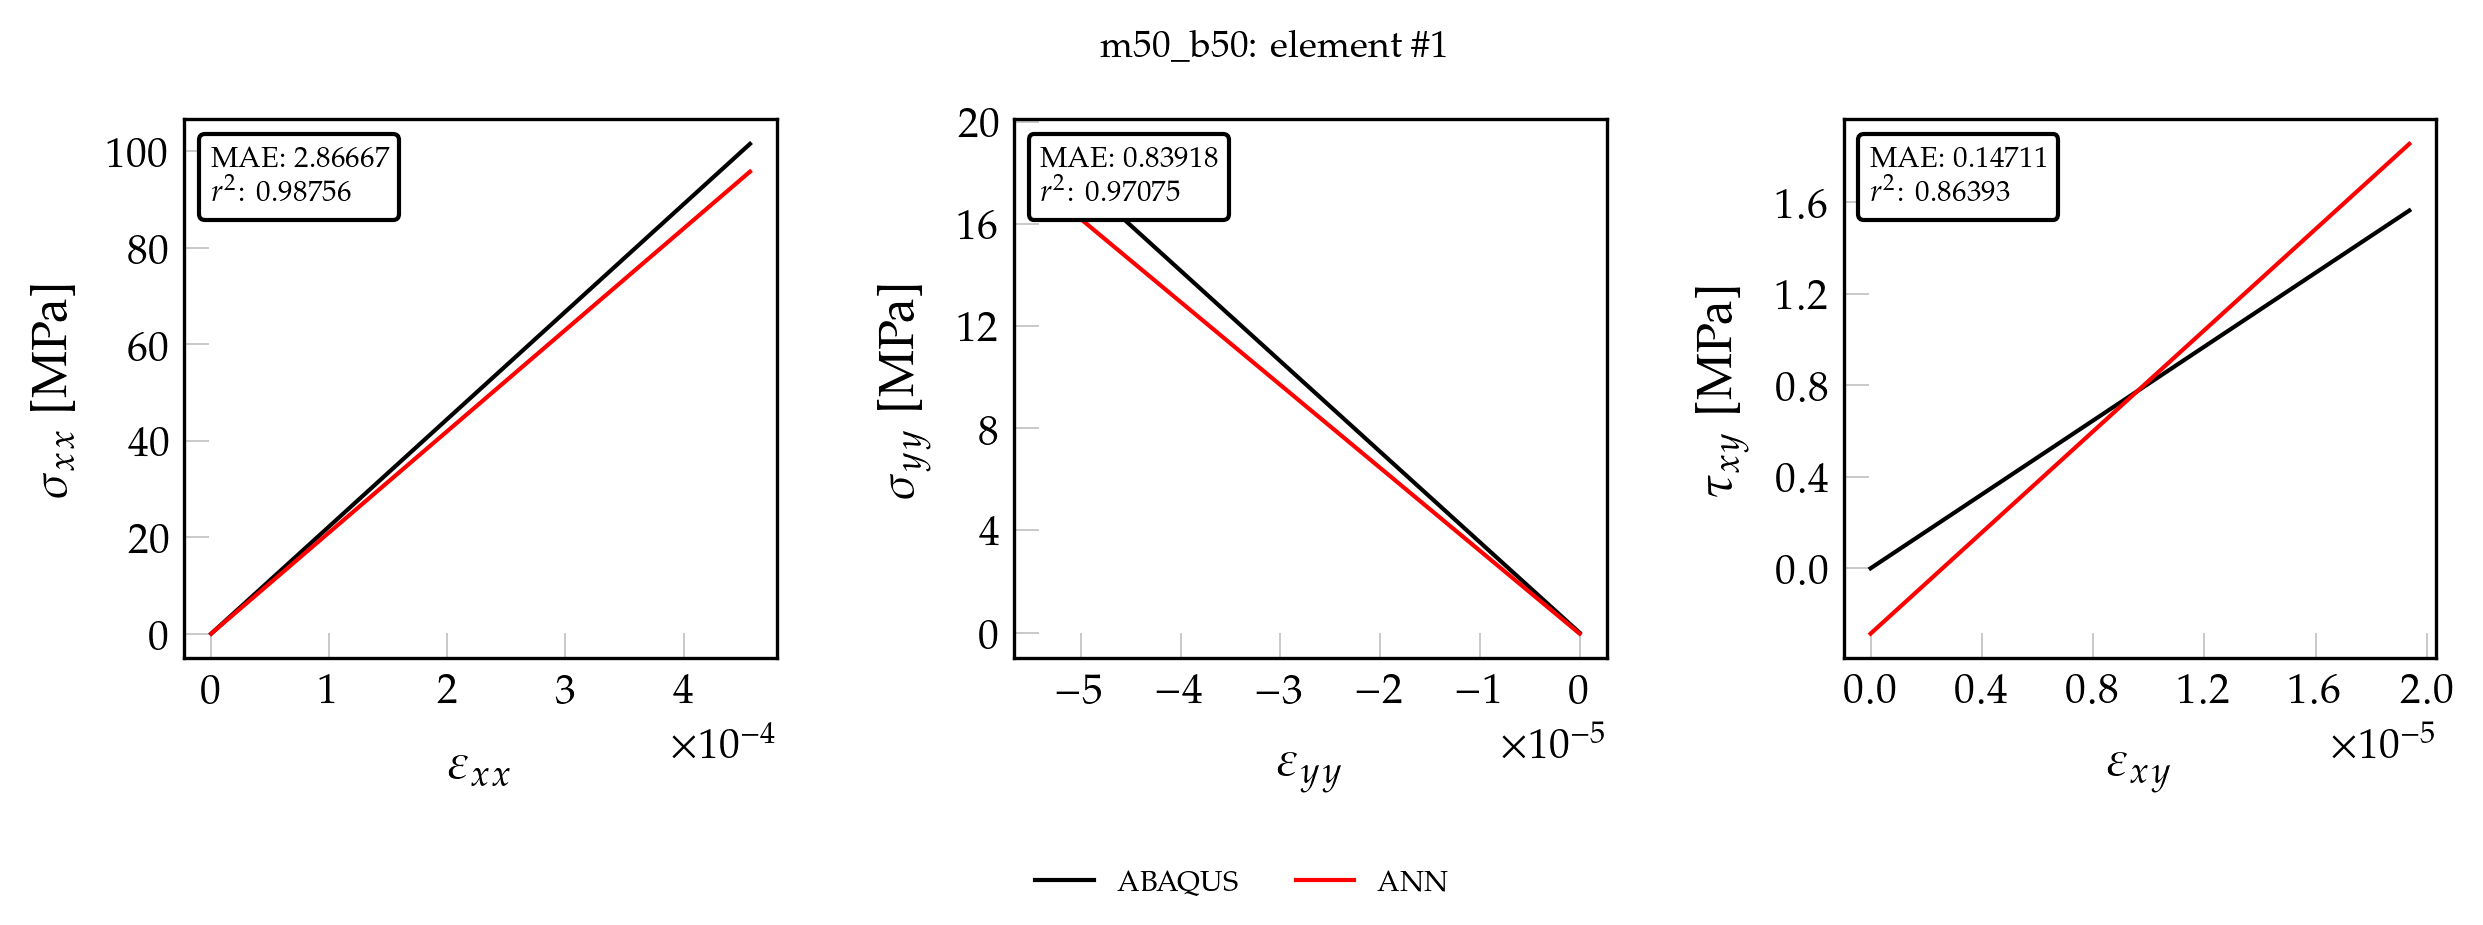 m50_b50: element #1
MAE: 2.86667
r²: 0.98756
100
80
60
40
20
0
σxx [MPa]
0 1 2 3 4
×10⁻⁴
εxx
MAE: 0.83918
r²: 0.97075
20
16
12
8
4
0
σyy [MPa]
−5 −4 −3 −2 −1 0
×10⁻⁵
εyy
MAE: 0.14711
r²: 0.86393
1.6
1.2
0.8
0.4
0.0
τxy [MPa]
0.0 0.4 0.8 1.2 1.6 2.0
×10⁻⁵
εxy
ABAQUS ANN